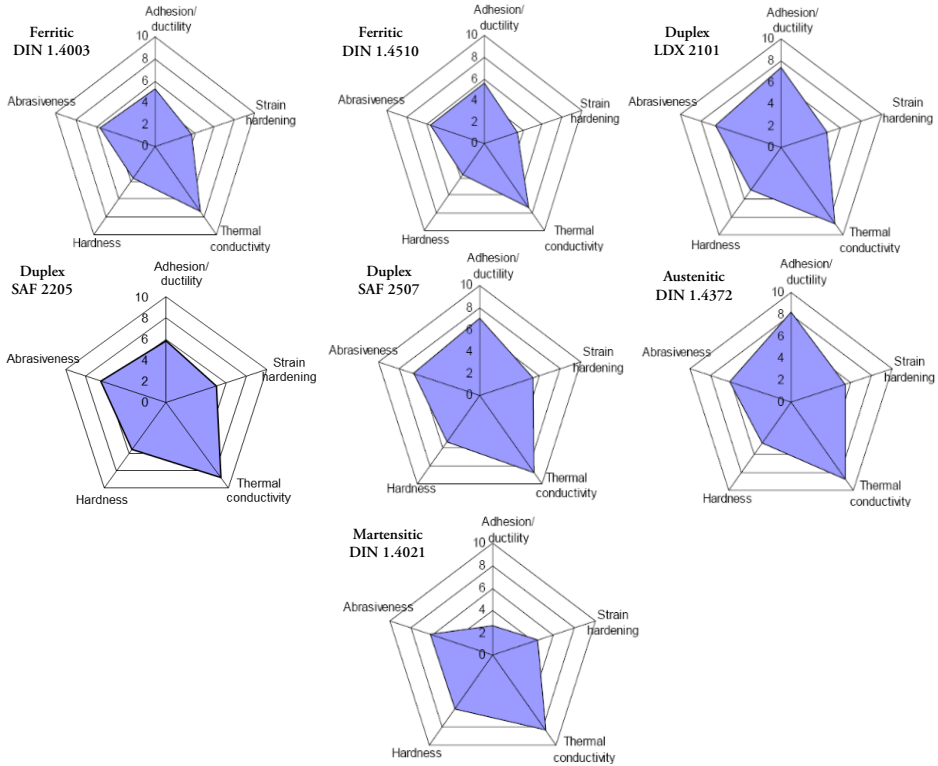 Ferritic
DIN 1.4003
Adhesion/
ductility
10
8
6
4
2
0
Strain
hardening
Thermal
conductivity
Hardness
Abrasiveness
Ferritic
DIN 1.4510
Adhesion/
ductility
10
8
6
4
2
0
Strain
hardening
Thermal
conductivity
Hardness
Abrasiveness
Duplex
LDX 2101
Adhesion/
ductility
10
8
6
4
2
0
Strain
hardening
Thermal
conductivity
Hardness
Abrasiveness
Duplex
SAF 2205
Adhesion/
ductility
10
8
6
4
2
0
Strain
hardening
Thermal
conductivity
Hardness
Abrasiveness
Duplex
SAF 2507
Adhesion/
ductility
10
8
6
4
2
0
Strain
hardening
Thermal
conductivity
Hardness
Abrasiveness
Austenitic
DIN 1.4372
Adhesion/
ductility
10
8
6
4
2
0
Strain
hardening
Thermal
conductivity
Hardness
Abrasiveness
Martensitic
DIN 1.4021
Adhesion/
ductility
10
8
6
4
2
0
Strain
hardening
Thermal
conductivity
Hardness
Abrasiveness